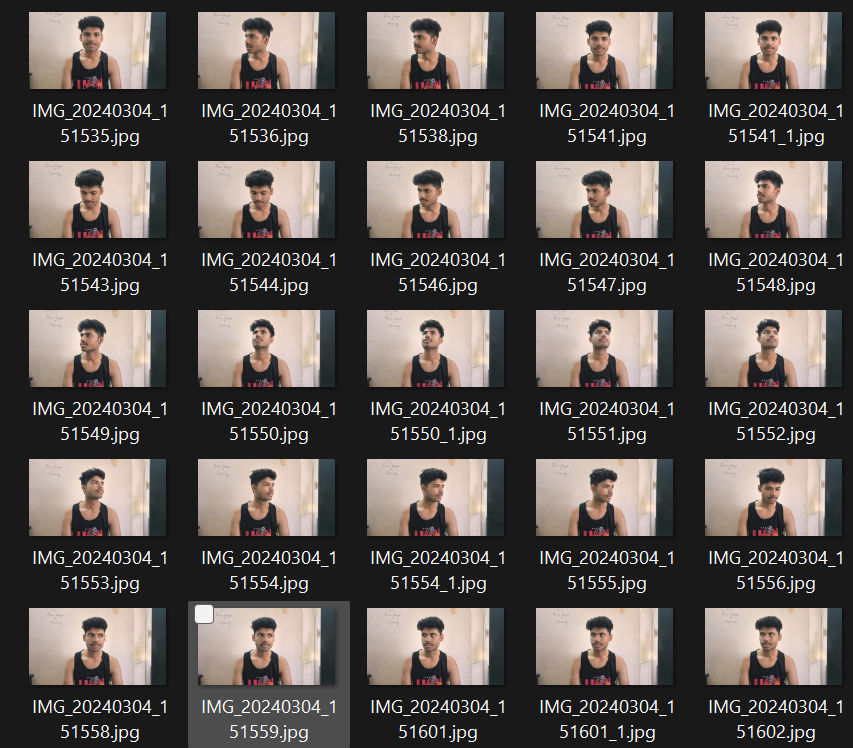 IMG_20240304_1
51535.jpg
IMG_20240304_1
51536.jpg
IMG_20240304_1
51538.jpg
IMG_20240304_1
51541.jpg
IMG_20240304_1
51541_1.jpg
IMG_20240304_1
51543.jpg
IMG_20240304_1
51544.jpg
IMG_20240304_1
51546.jpg
IMG_20240304_1
51547.jpg
IMG_20240304_1
51548.jpg
IMG_20240304_1
51549.jpg
IMG_20240304_1
51550.jpg
IMG_20240304_1
51550_1.jpg
IMG_20240304_1
51551.jpg
IMG_20240304_1
51552.jpg
IMG_20240304_1
51553.jpg
IMG_20240304_1
51554.jpg
IMG_20240304_1
51554_1.jpg
IMG_20240304_1
51555.jpg
IMG_20240304_1
51556.jpg
IMG_20240304_1
51558.jpg
IMG_20240304_1
51559.jpg
IMG_20240304_1
51601.jpg
IMG_20240304_1
51601_1.jpg
IMG_20240304_1
51602.jpg